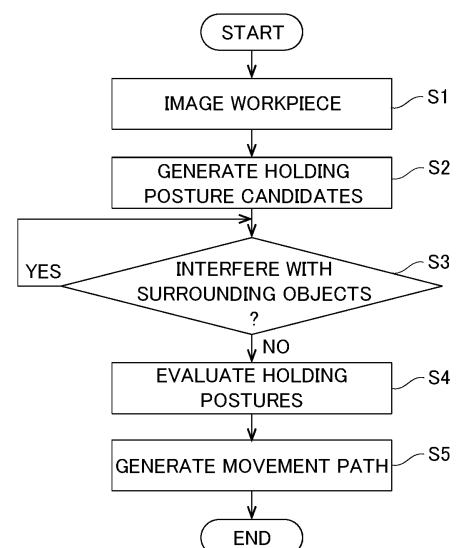 START
IMAGE WORKPIECE
S1
GENERATE HOLDING
POSTURE CANDIDATES
S2
YES
INTERFERE WITH
SURROUNDING OBJECTS
?
S3
NO
EVALUATE HOLDING
POSTURES
S4
GENERATE MOVEMENT PATH
S5
END